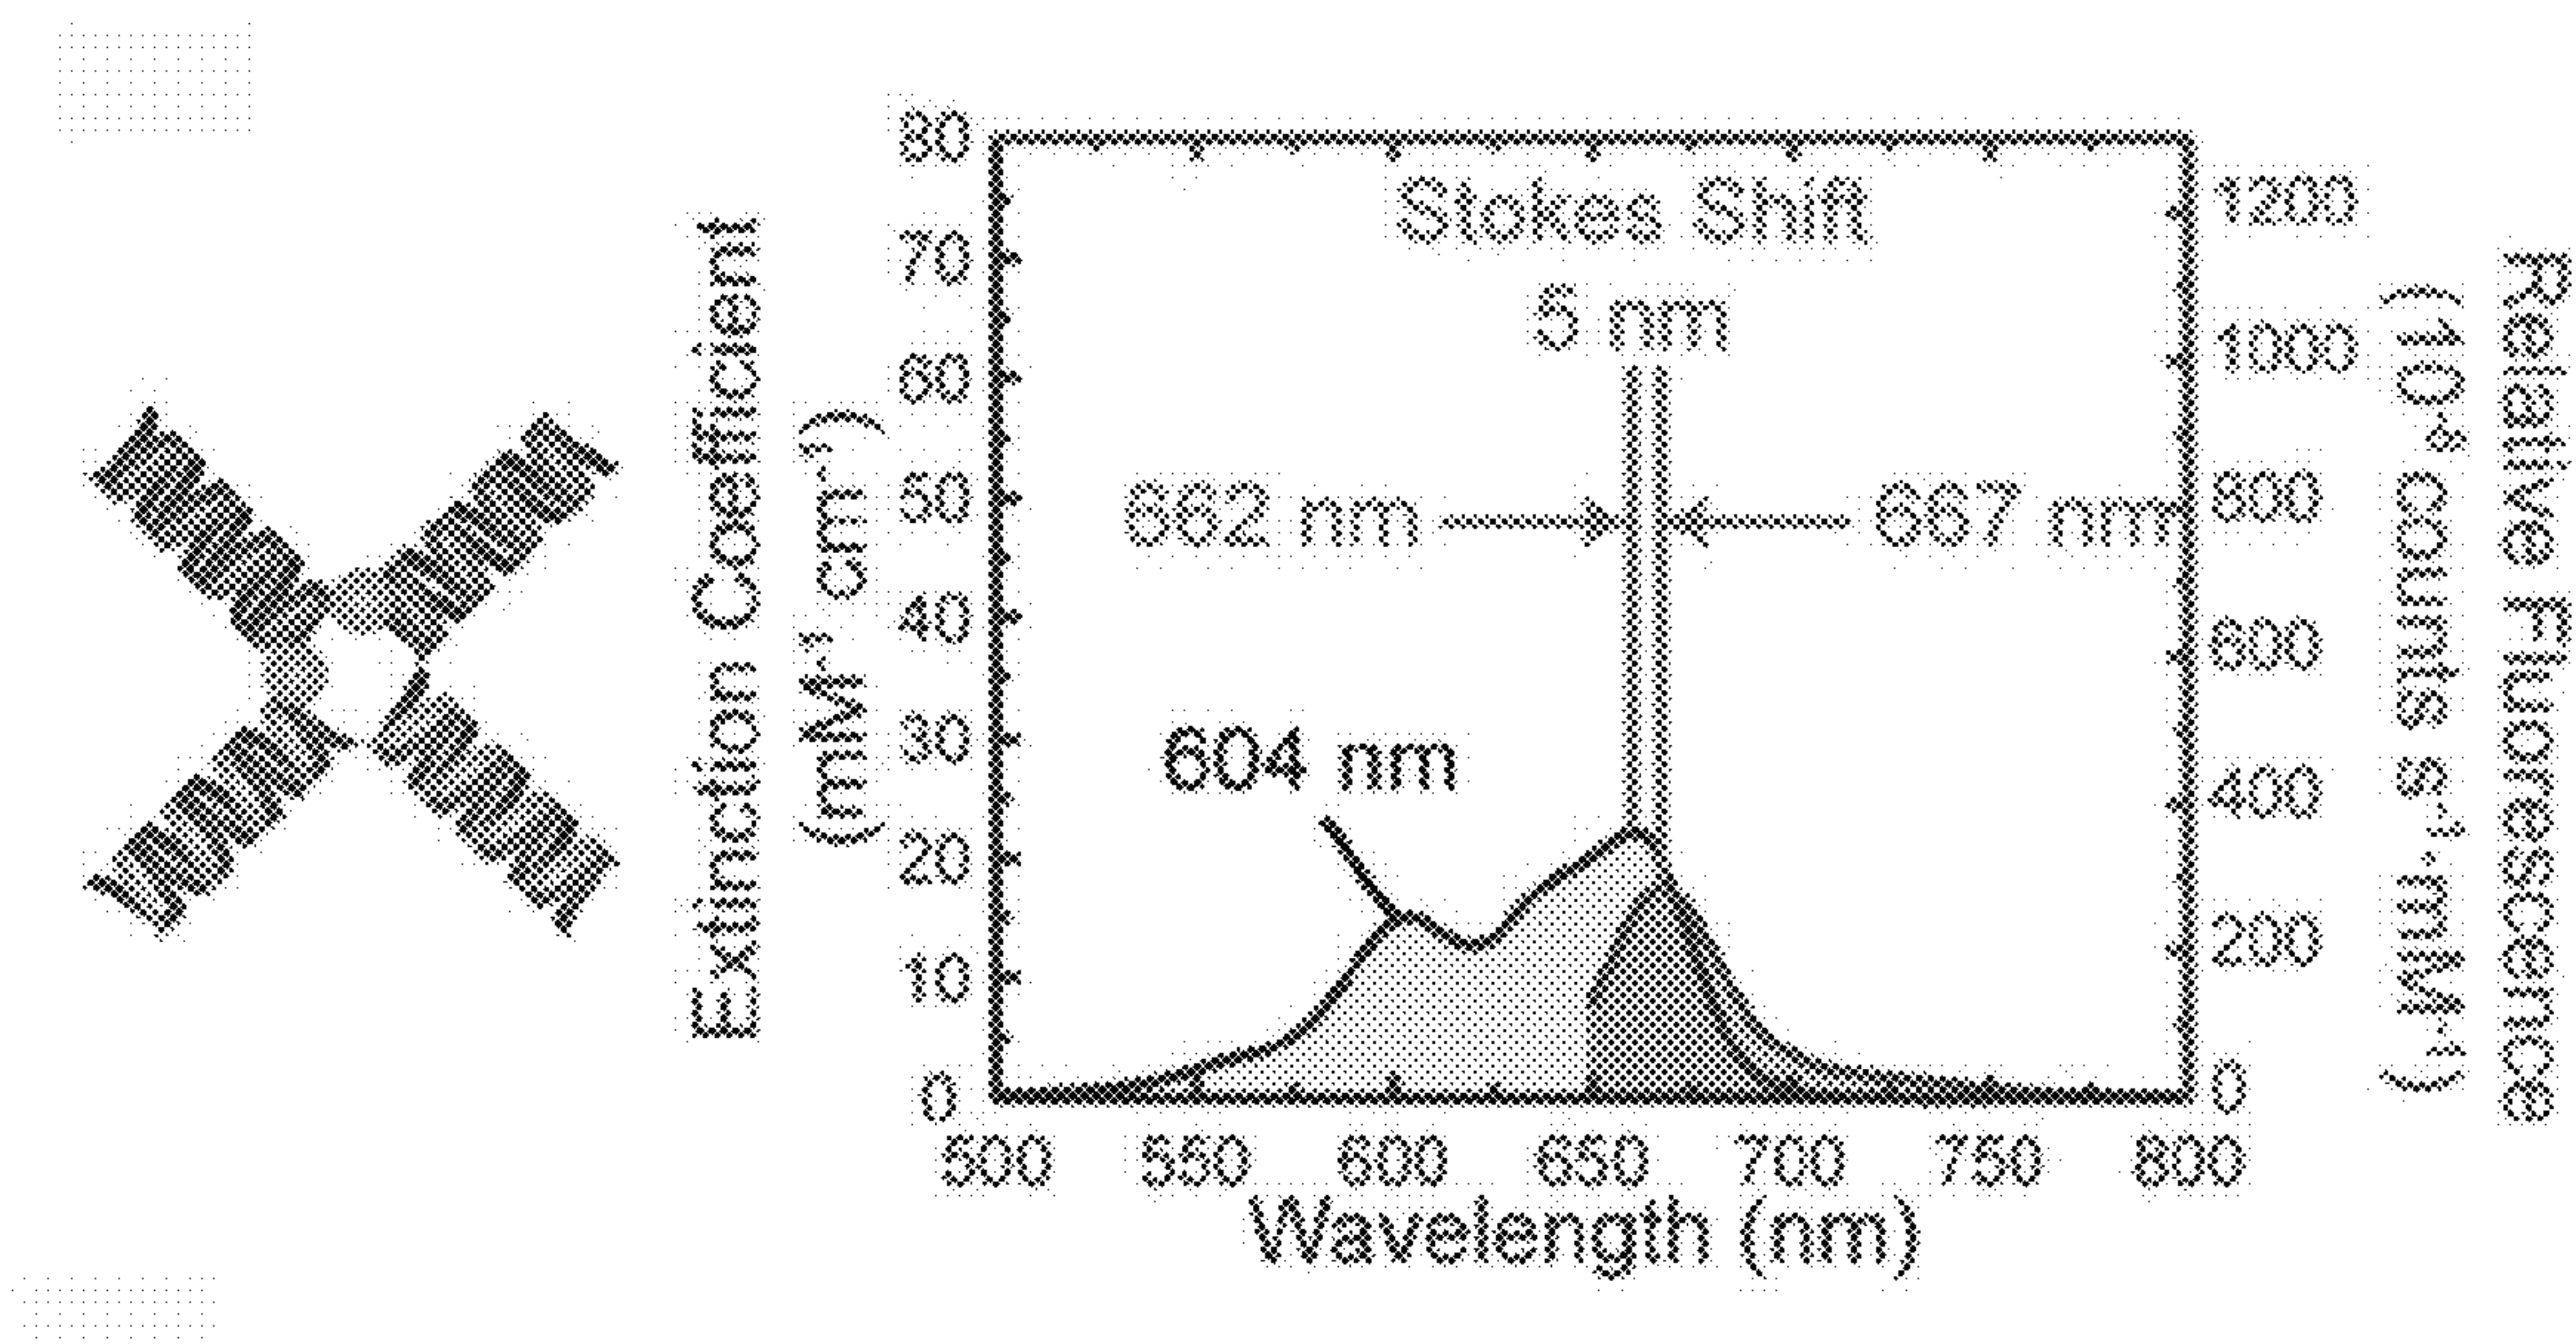 Extinction Coefficient
(mM⁻¹ cm⁻¹)
80
70
60
50
40
30
20
10
0
Stokes Shift
5 nm
662 nm
667 nm
604 nm
1200
1000
800
600
400
200
0
Relative Fluorescence
(10⁻⁸ counts s⁻¹ mM⁻¹)
500 550 600 650 700 750 800
Wavelength (nm)